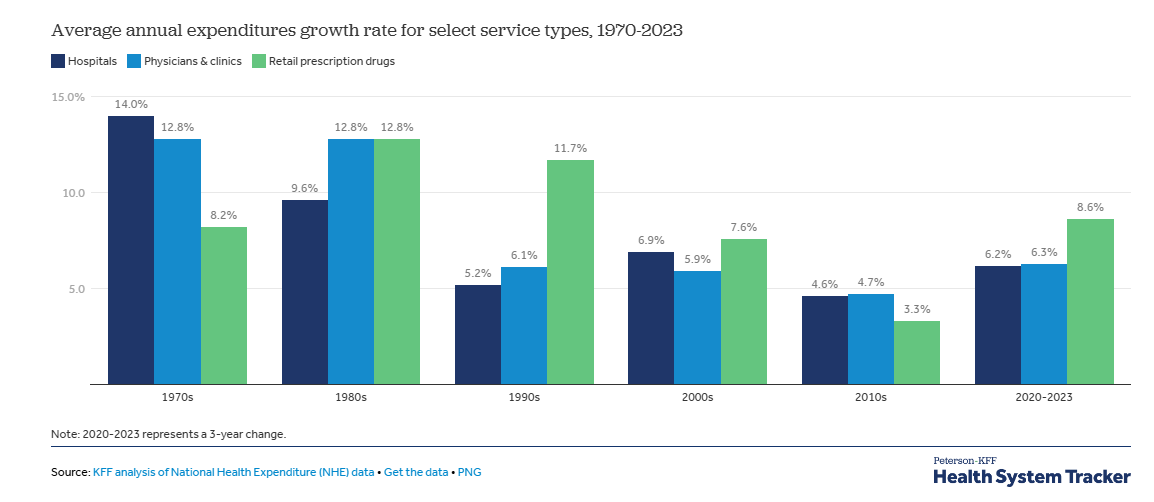 Average annual expenditures growth rate for select service types, 1970-2023
Hospitals Physicians & clinics Retail prescription drugs
15.0%
14.0%
12.8% 12.8% 12.8%
11.7%
10.0
9.6%
8.2% 8.6%
7.6%
6.9%
5.2% 6.1% 5.9% 6.2% 6.3%
5.0
4.6% 4.7%
3.3%
1970s 1980s 1990s 2000s 2010s 2020-2023
Note: 2020-2023 represents a 3-year change.
Source: KFF analysis of National Health Expenditure (NHE) data • Get the data • PNG
Peterson-KFF
Health System Tracker